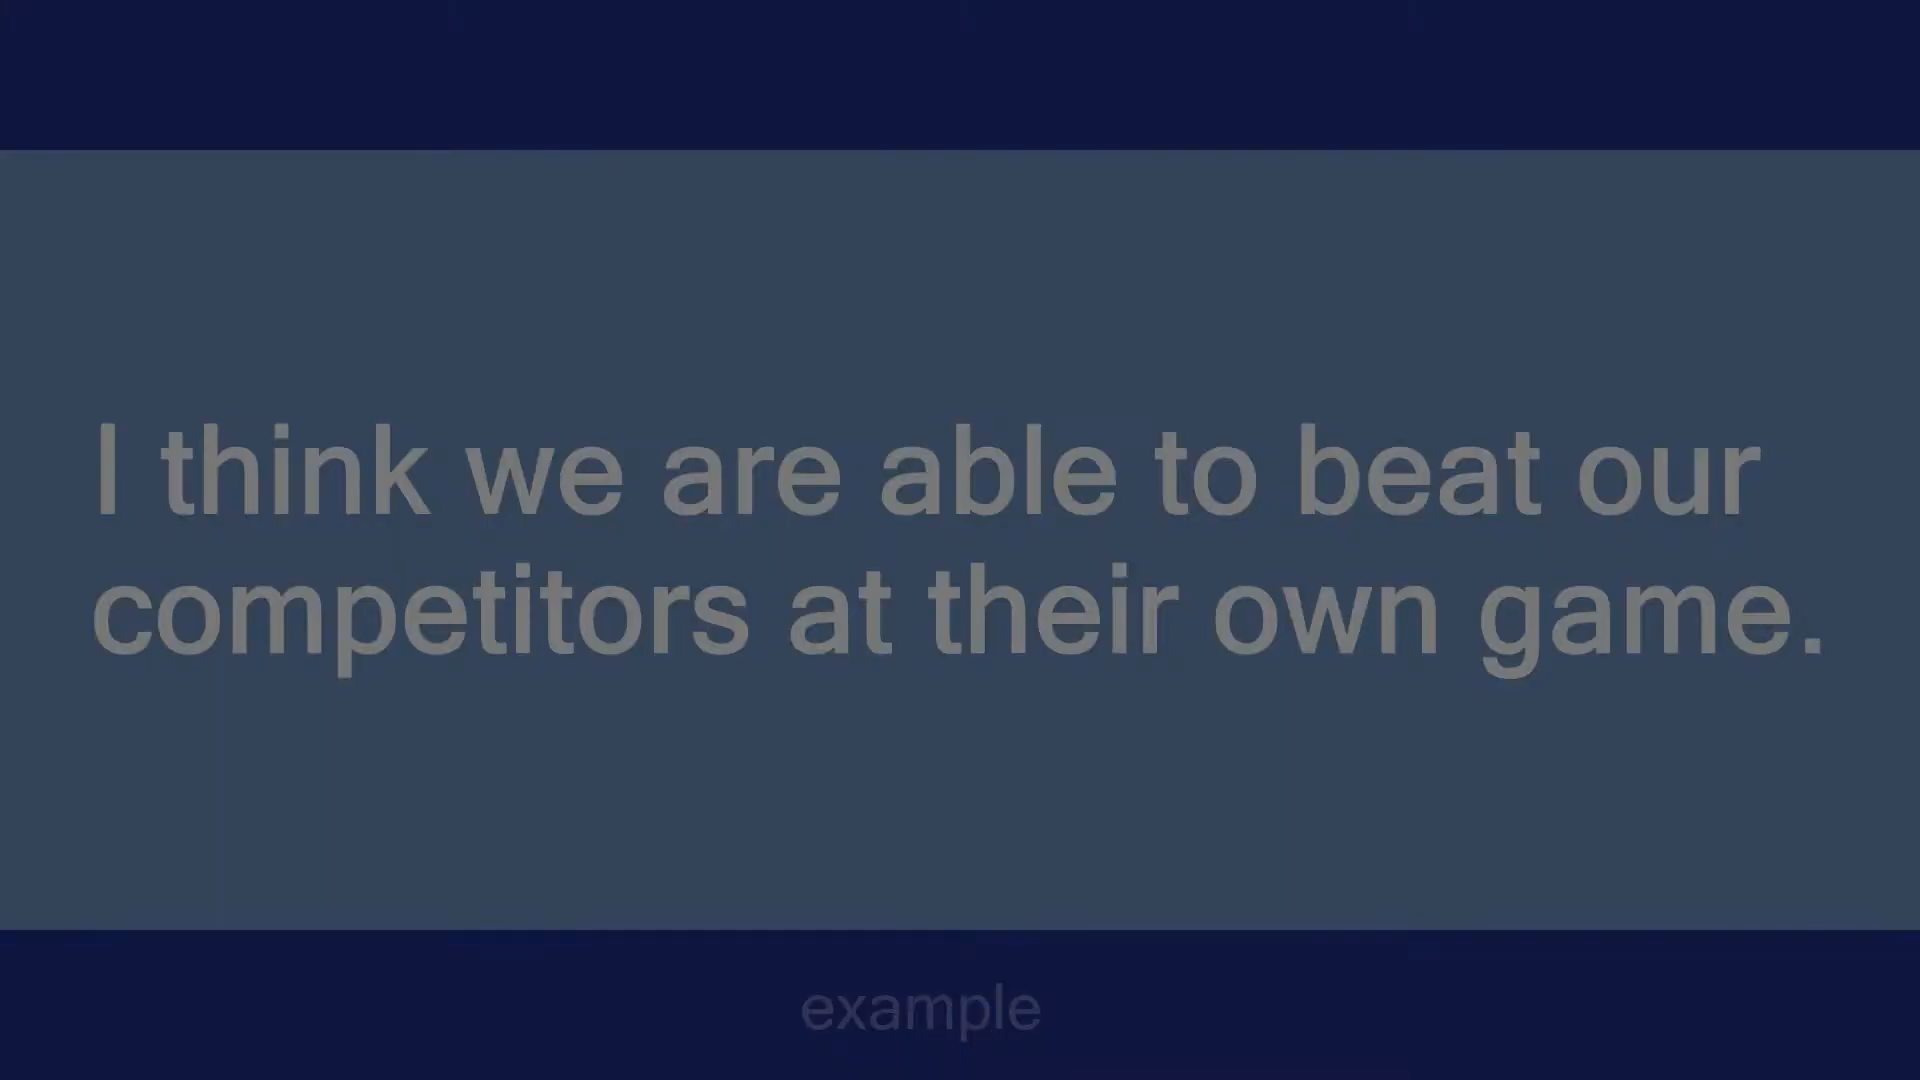 I think we are able to beat our
competitors at their own game.
example